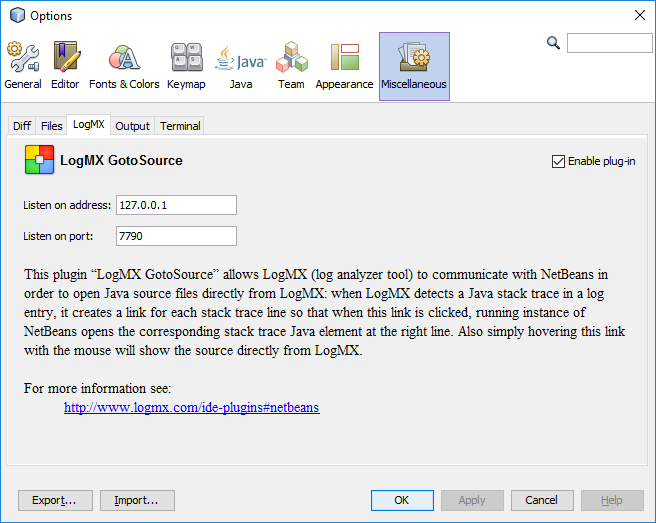 Options
General Editor Fonts & Colors Keymap Java Team Appearance Miscellaneous
Diff Files LogMX Output Terminal
LogMX GotoSource
Enable plug-in
Listen on address: 127.0.0.1
Listen on port: 7790
This plugin “LogMX GotoSource” allows LogMX (log analyzer tool) to communicate with NetBeans in
order to open Java source files directly from LogMX: when LogMX detects a Java stack trace in a log
entry, it creates a link for each stack trace line so that when this link is clicked, running instance of
NetBeans opens the corresponding stack trace Java element at the right line. Also simply hovering this link
with the mouse will show the source directly from LogMX.
For more information see:
http://www.logmx.com/ide-plugins#netbeans
Export... Import... OK Apply Cancel Help